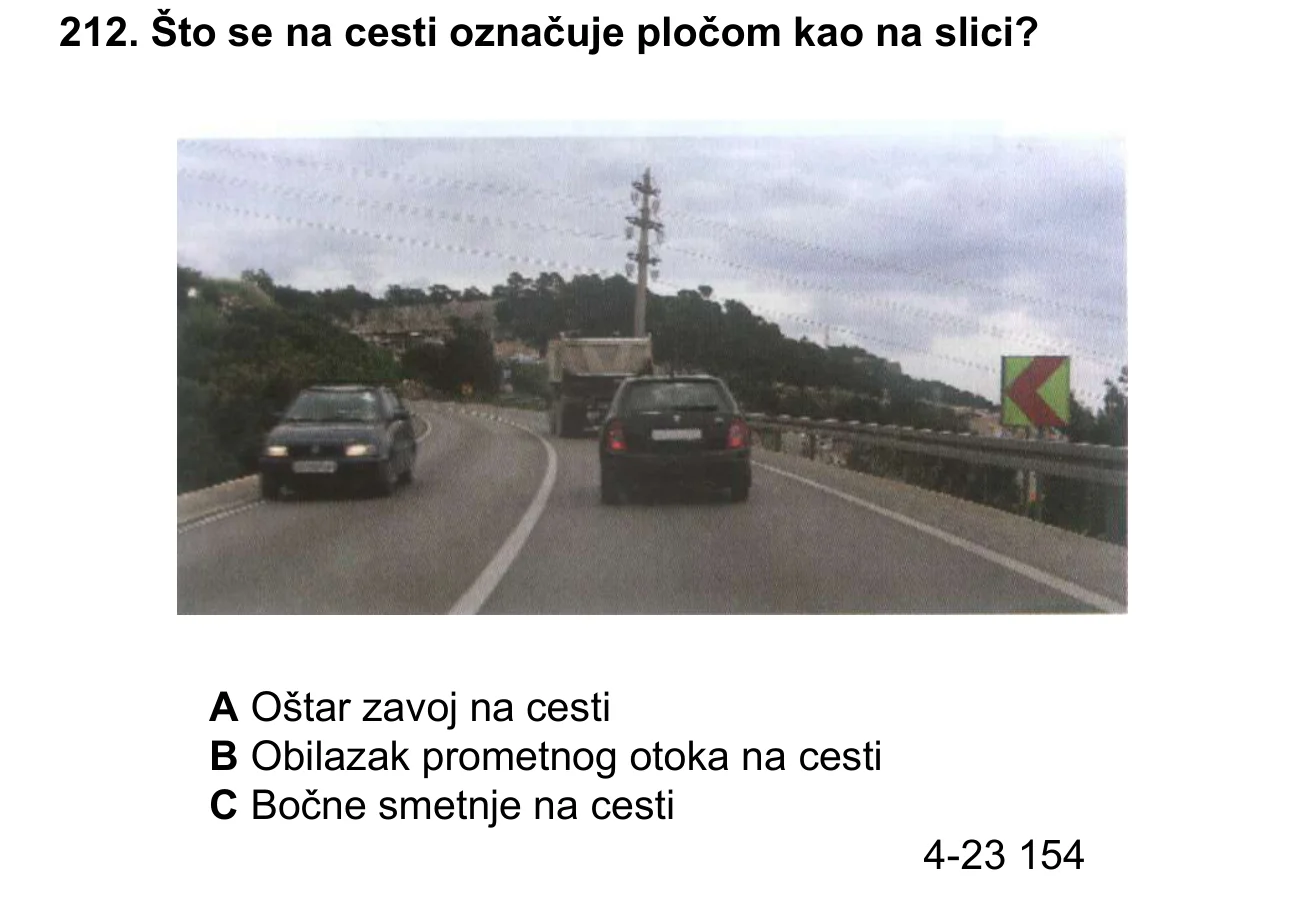 212. Što se na cesti označuje pločom kao na slici?
A Oštar zavoj na cesti
B Obilazak prometnog otoka na cesti
C Bočne smetnje na cesti
4-23 154